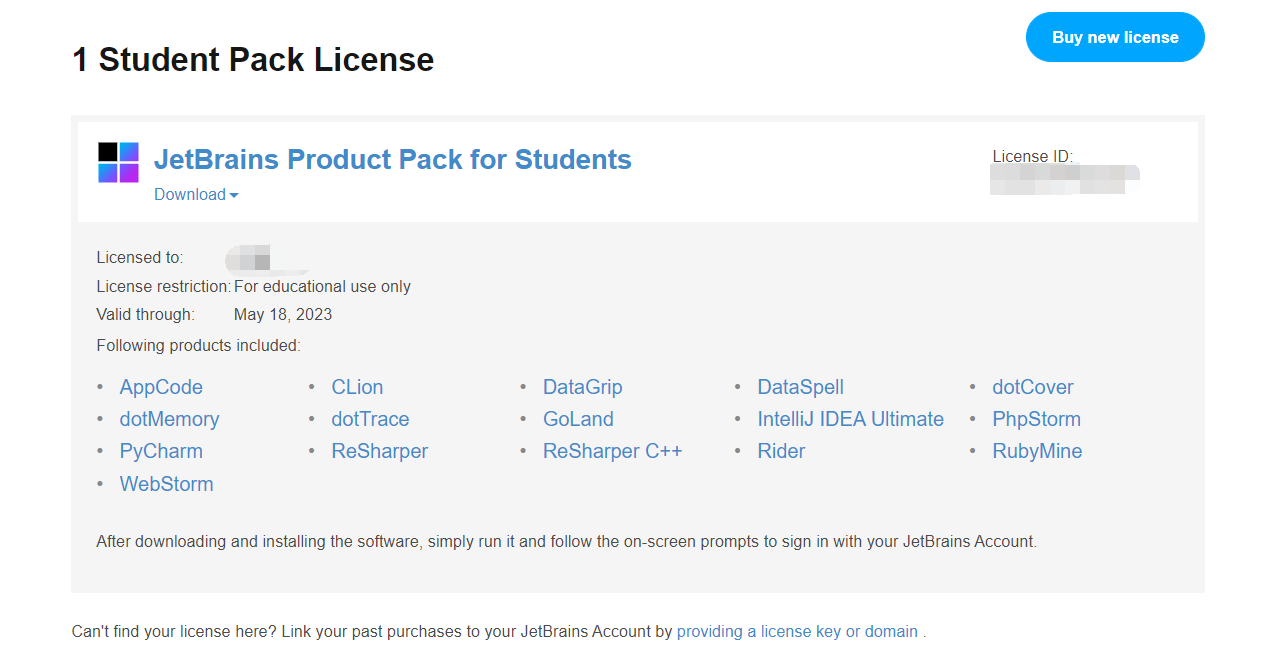 Buy new license
1 Student Pack License
JetBrains Product Pack for Students
License ID:
Download
Licensed to:
License restriction: For educational use only
Valid through: May 18, 2023
Following products included:
• AppCode • CLion • DataGrip • DataSpell • dotCover
• dotMemory • dotTrace • GoLand • IntelliJ IDEA Ultimate • PhpStorm
• PyCharm • ReSharper • ReSharper C++ • Rider • RubyMine
• WebStorm
After downloading and installing the software, simply run it and follow the on-screen prompts to sign in with your JetBrains Account.
Can't find your license here? Link your past purchases to your JetBrains Account by providing a license key or domain .